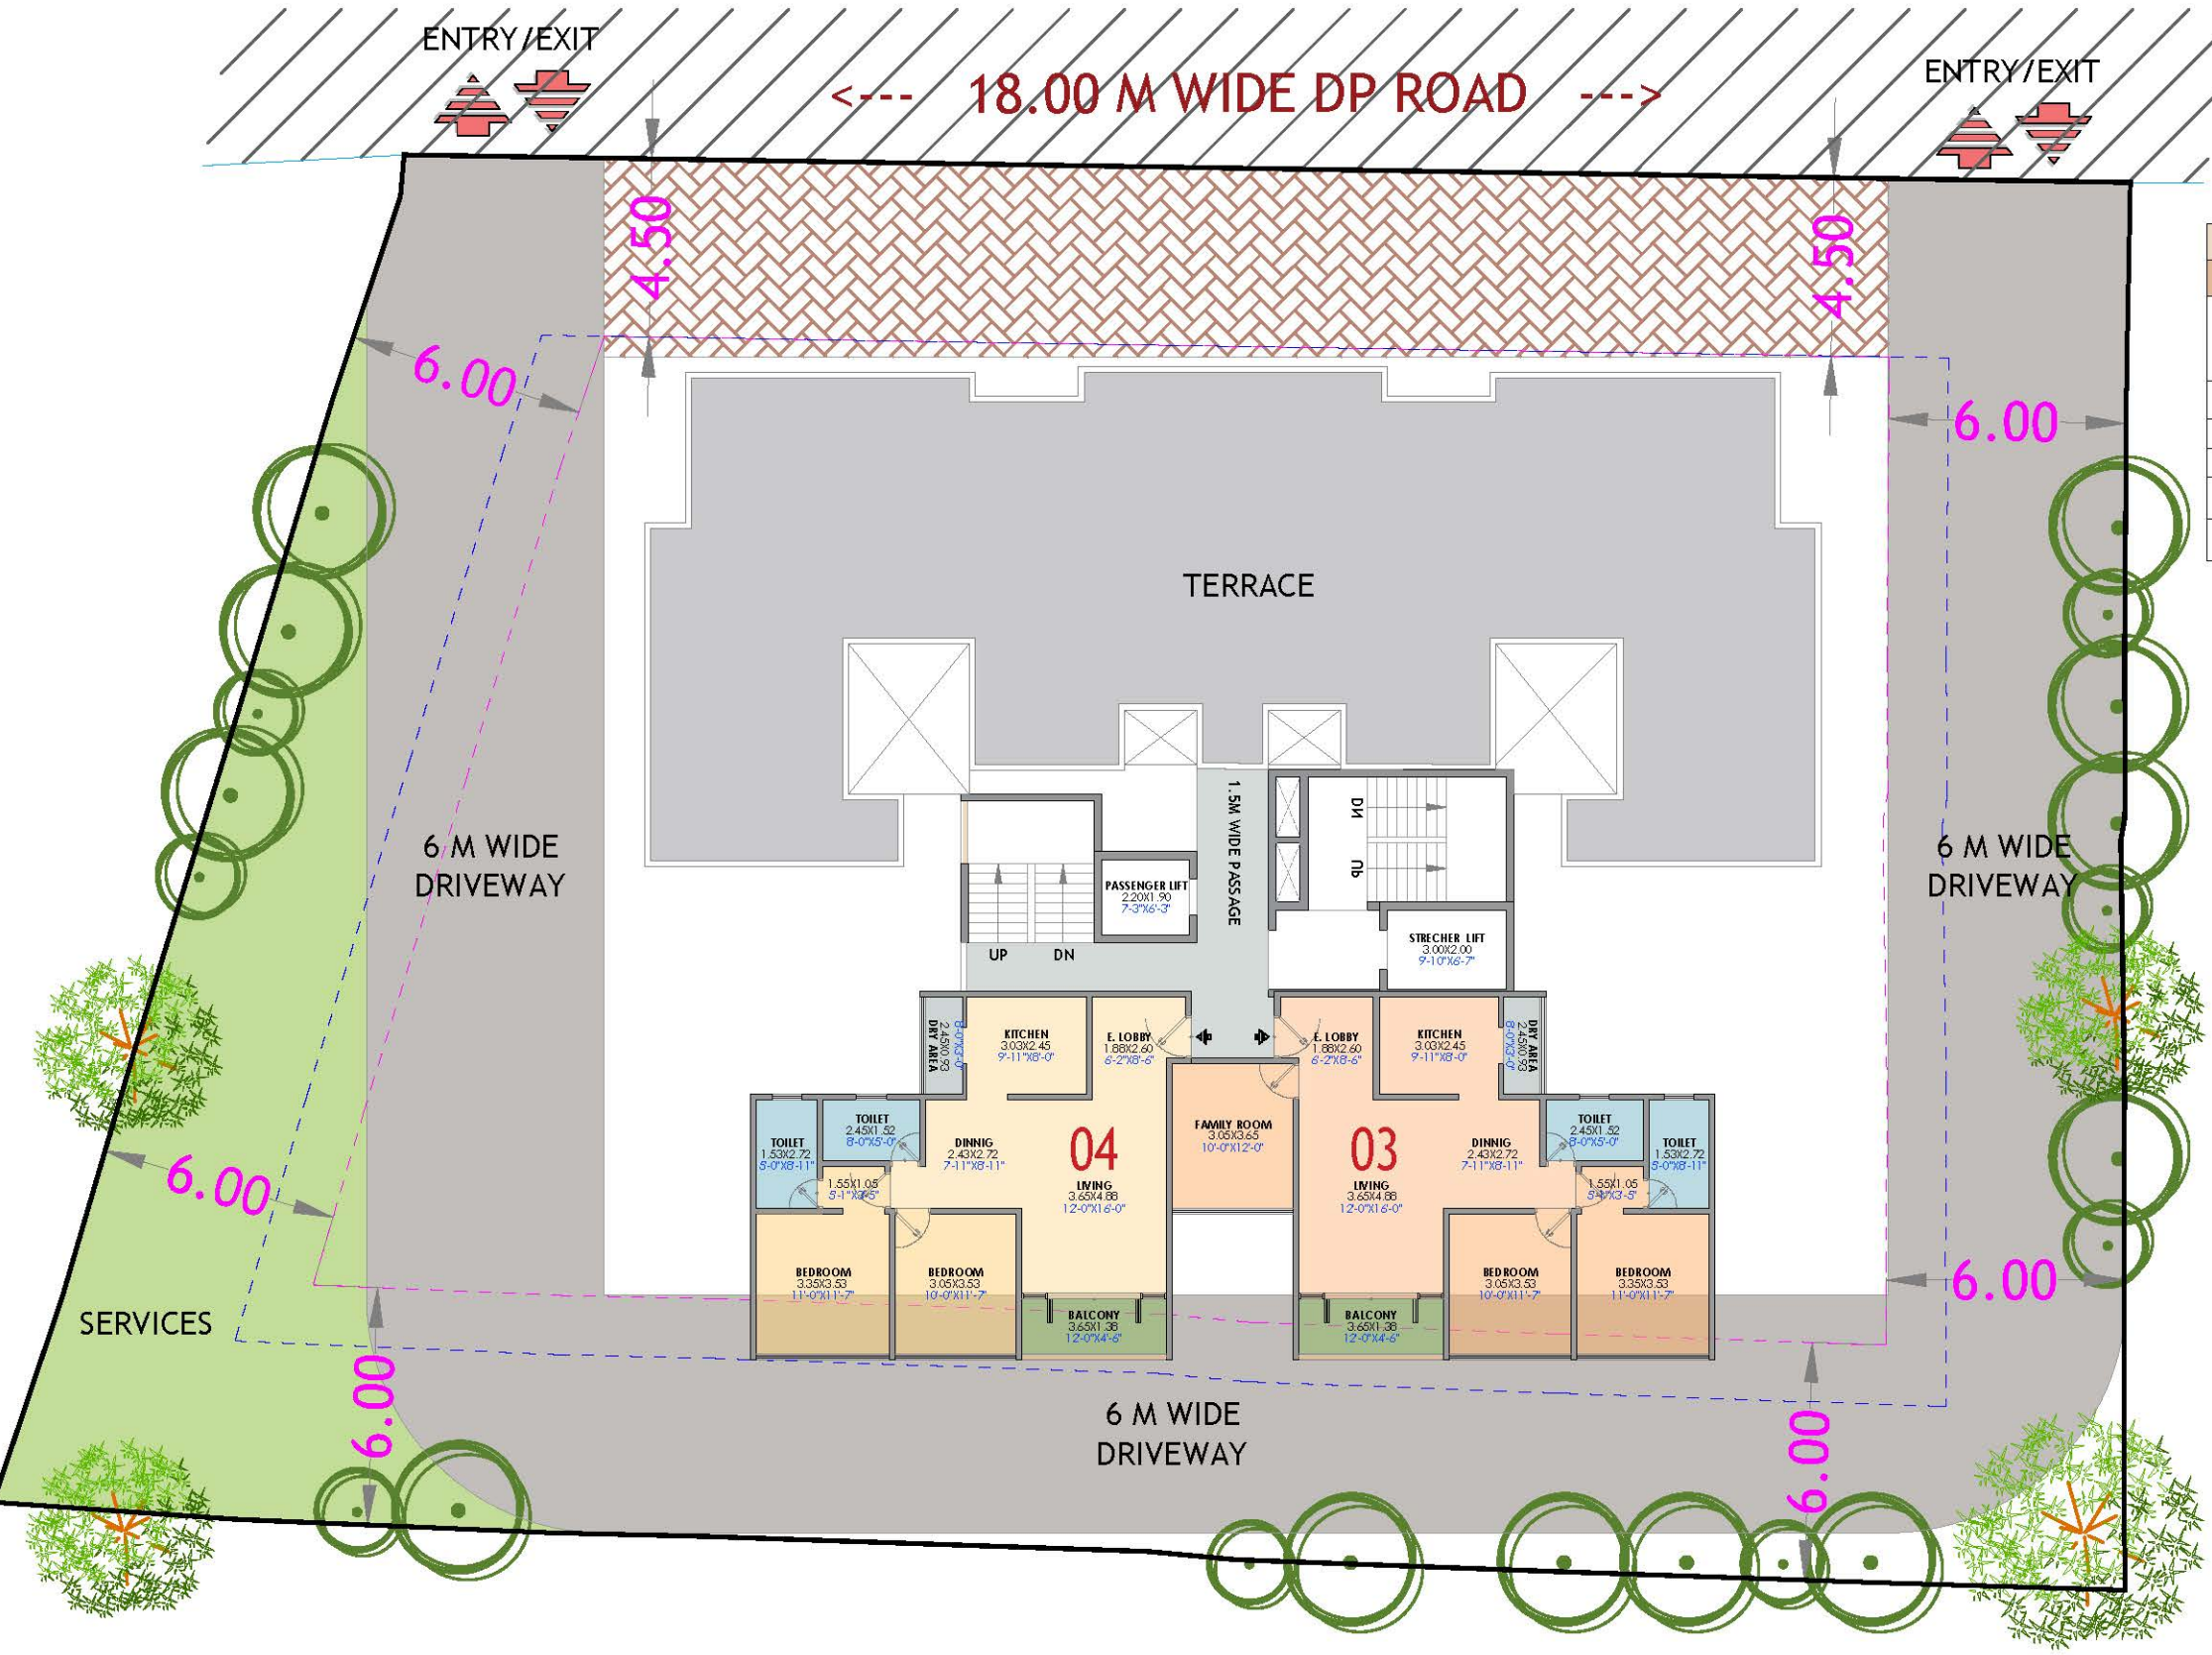 ENTRY/EXIT
ENTRY/EXIT
<--- 18.00 M WIDE DP ROAD --->
4.50
4.50
6.00
6.00
TERRACE
6 M WIDE
DRIVEWAY
6 M WIDE
DRIVEWAY
1.5M WIDE PASSAGE
DN
UP
PASSENGER LIFT
2.20X1.90
7'-3"X6'-3"
STRECHER LIFT
3.00X2.00
9'-10"X6'-7"
UP
DN
DRY AREA
2.45X0.93
8'-0"X3'-0"
KITCHEN
3.03X2.45
9'-11"X8'-0"
E. LOBBY
1.88X2.60
6'-2"X8'-6"
E. LOBBY
1.88X2.60
6'-2"X8'-6"
KITCHEN
3.03X2.45
9'-11"X8'-0"
DRY AREA
2.45X0.93
8'-0"X3'-0"
TOILET
1.53X2.72
5'-0"X8'-11"
TOILET
2.45X1.52
8'-0"X5'-0"
DINNIG
2.43X2.72
7'-11"X8'-11"
04
LIVING
3.65X4.88
12'-0"X16'-0"
FAMILY ROOM
3.05X3.65
10'-0"X12'-0"
03
LIVING
3.65X4.88
12'-0"X16'-0"
DINNIG
2.43X2.72
7'-11"X8'-11"
TOILET
2.45X1.52
8'-0"X5'-0"
TOILET
1.53X2.72
5'-0"X8'-11"
1.55X1.05
5'-1"X3'-5"
1.55X1.05
5'-1"X3'-5"
6.00
BEDROOM
3.35X3.53
11'-0"X11'-7"
BEDROOM
3.05X3.53
10'-0"X11'-7"
BALCONY
3.65X1.38
12'-0"X4'-6"
BALCONY
3.65X1.38
12'-0"X4'-6"
BEDROOM
3.05X3.53
10'-0"X11'-7"
BEDROOM
3.35X3.53
11'-0"X11'-7"
6.00
SERVICES
6.00
6 M WIDE
DRIVEWAY
6.00